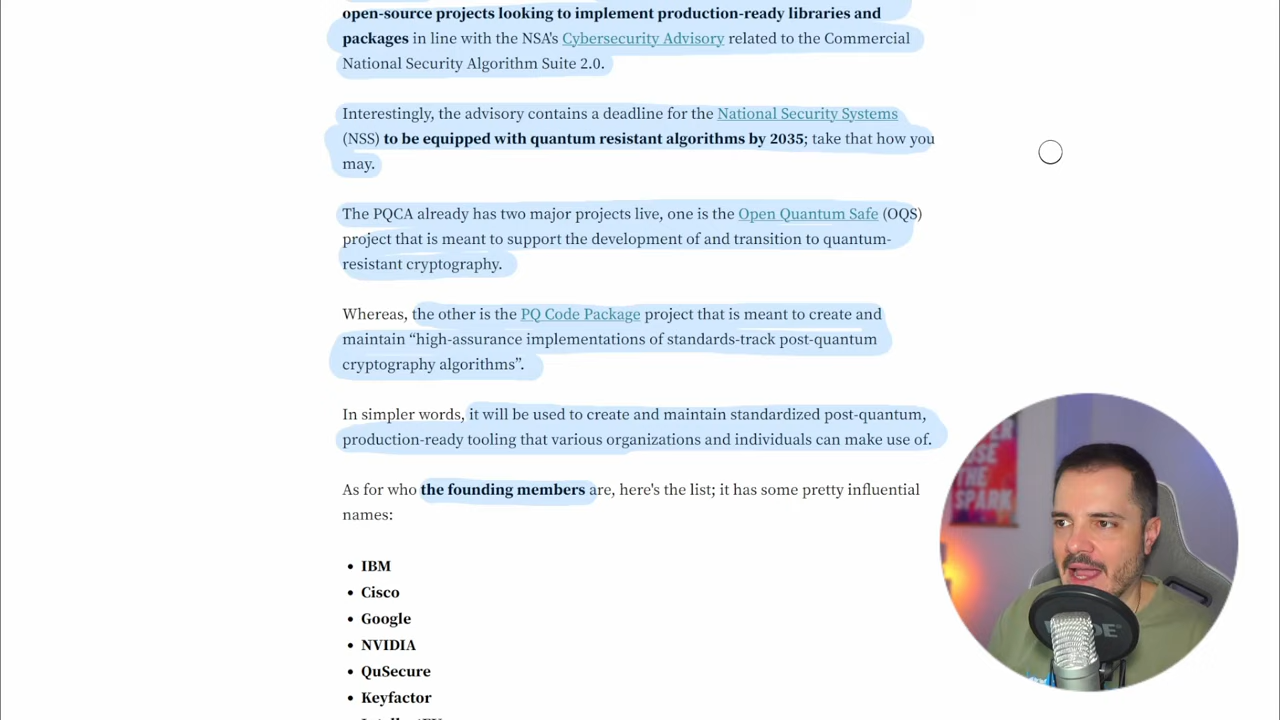 open-source projects looking to implement production-ready libraries and
packages in line with the NSA's Cybersecurity Advisory related to the Commercial
National Security Algorithm Suite 2.0.
Interestingly, the advisory contains a deadline for the National Security Systems
(NSS) to be equipped with quantum resistant algorithms by 2035; take that how you
may.
The PQCA already has two major projects live, one is the Open Quantum Safe (OQS)
project that is meant to support the development of and transition to quantum-
resistant cryptography.
Whereas, the other is the PQ Code Package project that is meant to create and
maintain “high-assurance implementations of standards-track post-quantum
cryptography algorithms”.
In simpler words, it will be used to create and maintain standardized post-quantum,
production-ready tooling that various organizations and individuals can make use of.
As for who the founding members are, here's the list; it has some pretty influential
names:
• IBM
• Cisco
• Google
• NVIDIA
• QuSecure
• Keyfactor
THE
SPARK